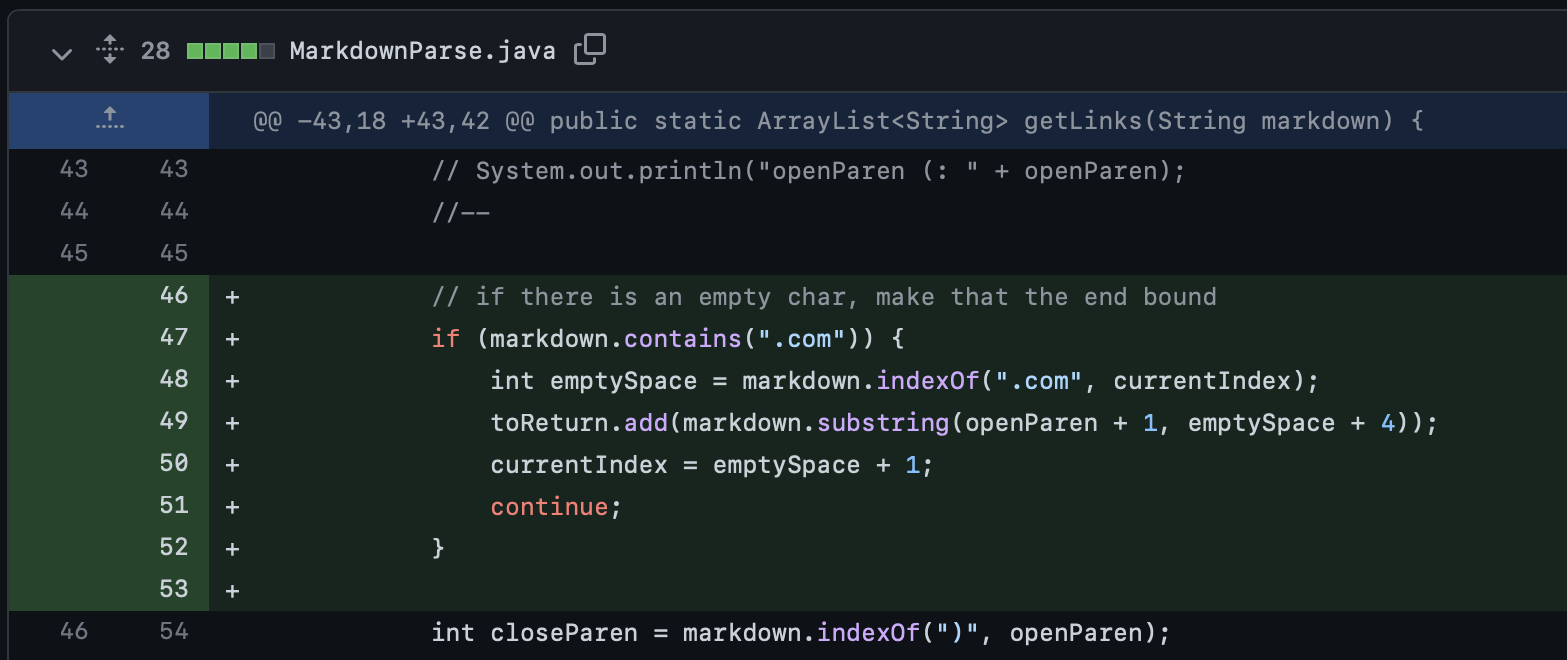 28 MarkdownParse.java
@@ -43,18 +43,42 @@ public static ArrayList<String> getLinks(String markdown) {
43 43 // System.out.println("openParen (: " + openParen);
44 44 //--
45 45
46 + // if there is an empty char, make that the end bound
47 + if (markdown.contains(".com")) {
48 + int emptySpace = markdown.indexOf(".com", currentIndex);
49 + toReturn.add(markdown.substring(openParen + 1, emptySpace + 4));
50 + currentIndex = emptySpace + 1;
51 + continue;
52 + }
53 +
46 54 int closeParen = markdown.indexOf(")", openParen);